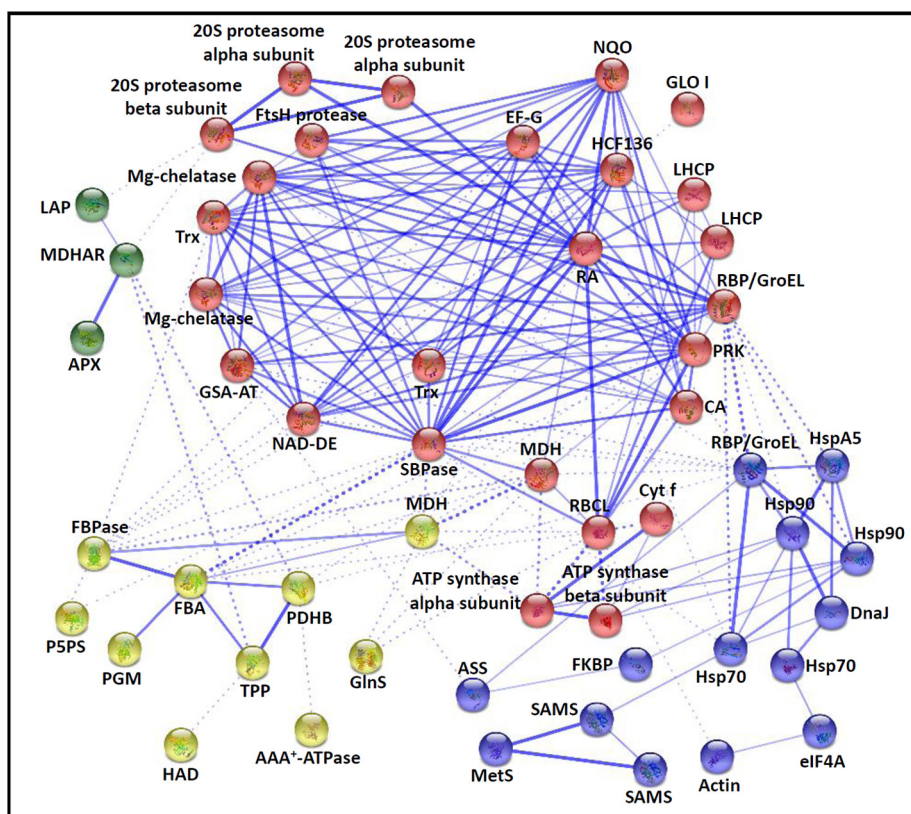 20S proteasome
alpha subunit
20S proteasome
alpha subunit
NQO
20S proteasome
beta subunit
GLO I
FtsH protease
EF-G
HCF136
Mg-chelatase
LHCP
LAP
LHCP
Trx
MDHAR
RA
RBP/GroEL
Mg-chelatase
APX
PRK
GSA-AT
Trx
CA
NAD-DE
RBP/GroEL
HspA5
SBPase
MDH
MDH
RBCL
Cyt f
Hsp90
FBPase
Hsp90
ATP synthase
alpha subunit
ATP synthase
beta subunit
FBA
PDHB
DnaJ
P5PS
PGM
TPP
GlnS
ASS
FKBP
Hsp70
Hsp70
SAMS
HAD
AAA⁺-ATPase
MetS
SAMS
Actin
eIF4A